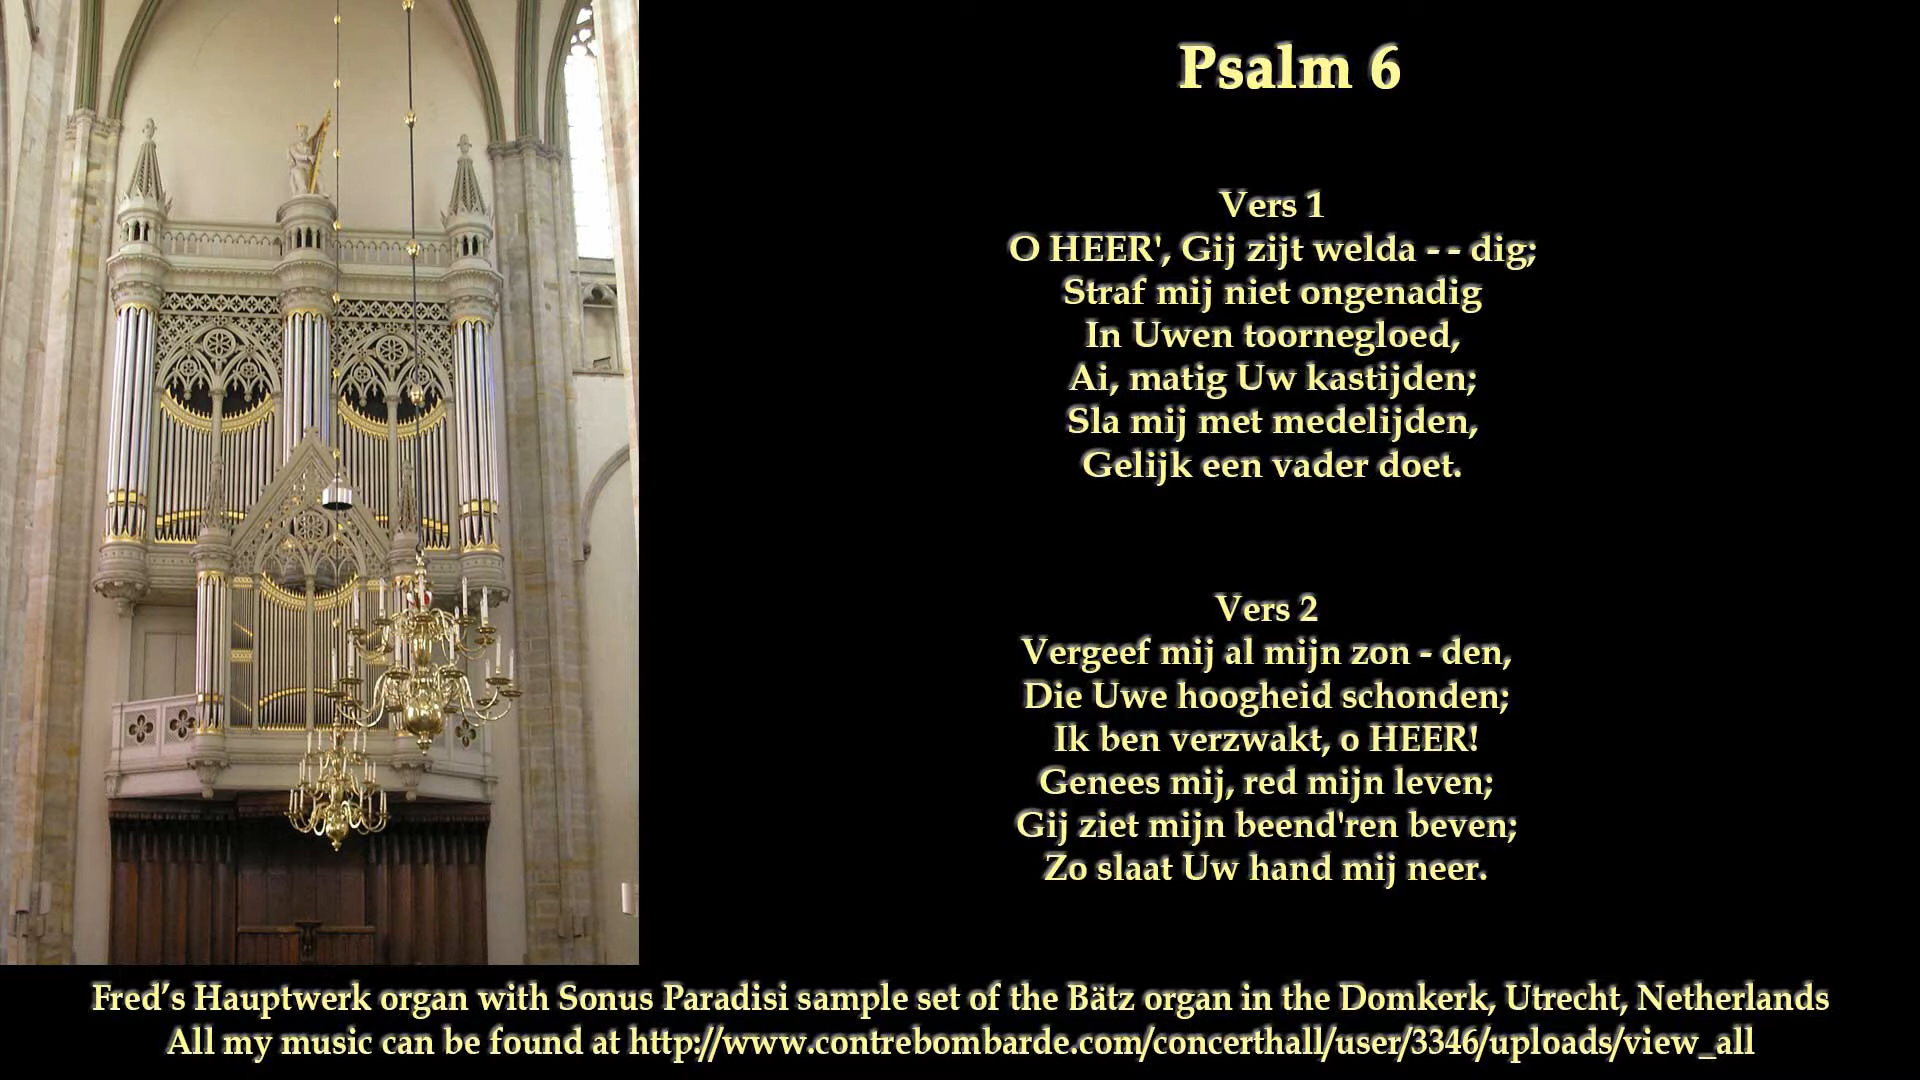 Psalm 6
Vers 1
O HEER', Gij zijt welda - - dig;
Straf mij niet ongenadig
In Uwen toornegloed,
Ai, matig Uw kastijden;
Sla mij met medelijden,
Gelijk een vader doet.
Vers 2
Vergeef mij al mijn zon - den,
Die Uwe hoogheid schonden;
Ik ben verzwakt, o HEER!
Genees mij, red mijn leven;
Gij ziet mijn beend'ren beven;
Zo slaat Uw hand mij neer.
Fred’s Hauptwerk organ with Sonus Paradisi sample set of the Bätz organ in the Domkerk, Utrecht, Netherlands
All my music can be found at http://www.contrebombarde.com/concerthall/user/3346/uploads/view_all